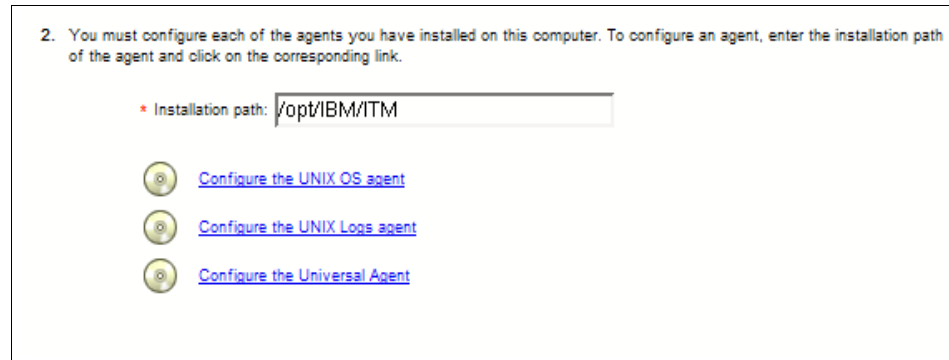 2. You must configure each of the agents you have installed on this computer. To configure an agent, enter the installation path
of the agent and click on the corresponding link.
* Installation path: /opt/IBM/ITM
Configure the UNIX OS agent
Configure the UNIX Logs agent
Configure the Universal Agent